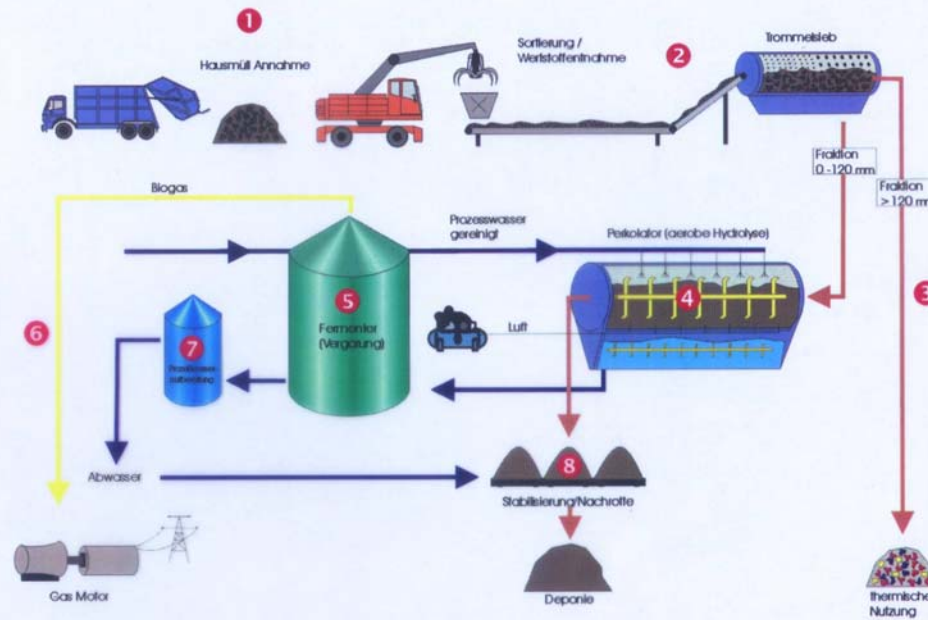 1
Hausmüll Annahme
Sortierung /
Wertstoffentnahme
2
Trommelsieb
Fraktion
0 -120 mm
Fraktion
>120 mm
Biogas
Prozesswasser
gereinigt
Perkolator (aerobe Hydrolyse)
3
4
5
Fermentor
(Vergärung)
Luft
6
7
8
Abwasser
Stabilisierung/Nachrotte
Gas Motor
Deponie
thermische
Nutzung